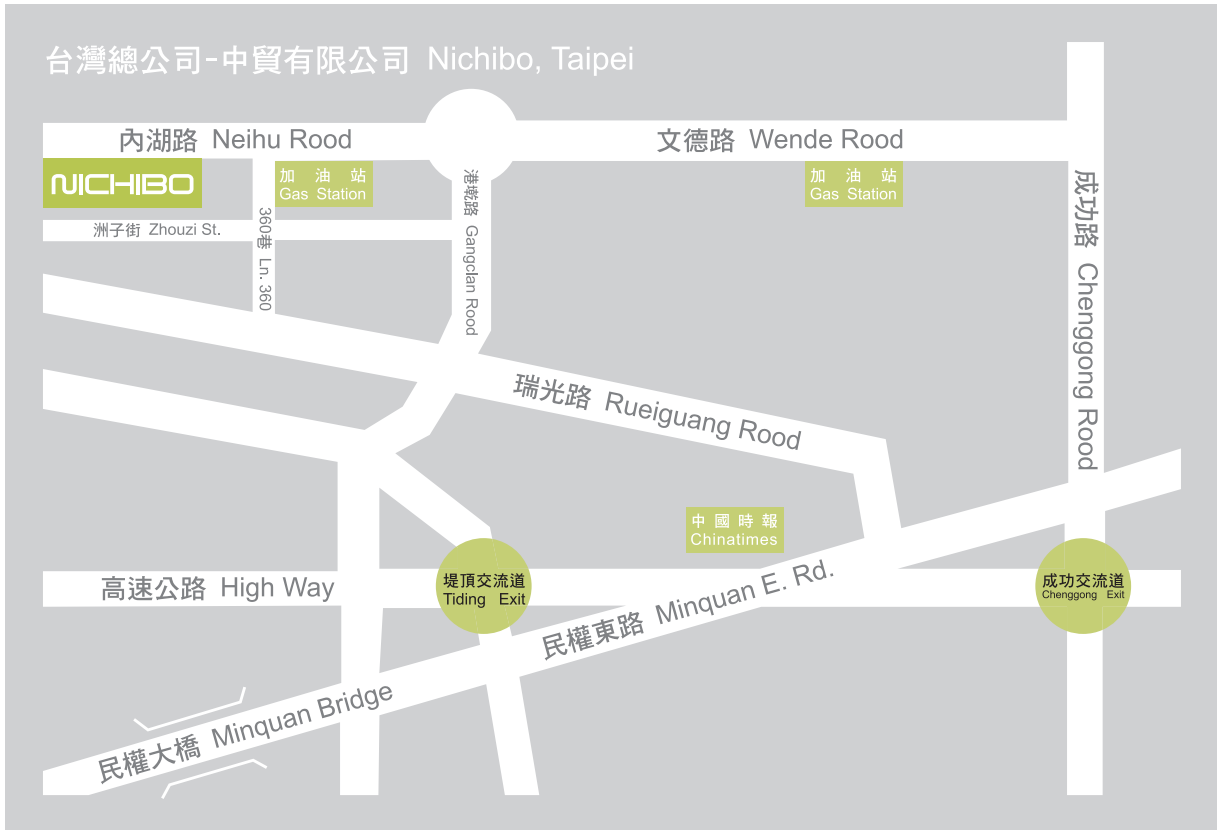 台灣總公司-中貿有限公司 Nichibo, Taipei
內湖路 Neihu Rood
文德路 Wende Rood
NICHIBO
加油站
Gas Station
加油站
Gas Station
洲子街 Zhouzi St.
360巷 Ln. 360
港墘路 Gangclan Rood
成功路 Chenggong Rood
瑞光路 Rueiguang Rood
中國時報
Chinatimes
高速公路 High Way
堤頂交流道
Tiding Exit
成功交流道
Chenggong Exit
民權東路 Minquan E. Rd.
民權大橋 Minquan Bridge